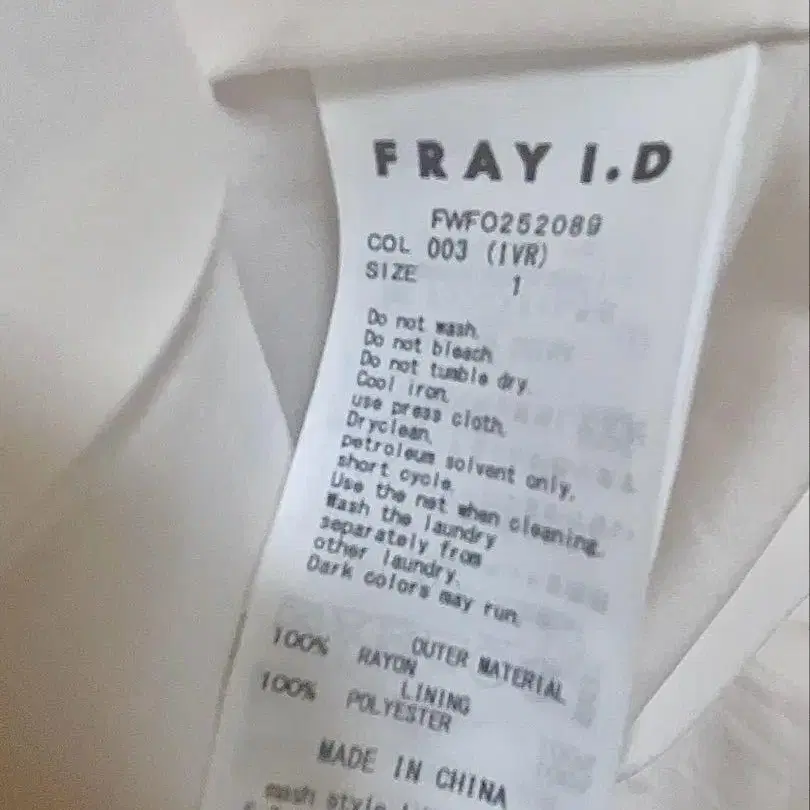 FRAY I.D
FWFO252089
COL 003 (IVR)
SIZE 1
Do not wash.
Do not bleach.
Do not tumble dry.
Cool iron.
use press cloth.
Dryclean,
petroleum solvent only,
short cycle.
Use the net when cleaning.
Wash the laundry
separately from
other laundry.
Dark colors may run.
OUTER MATERIAL
100% RAYON
LINING
100% POLYESTER
MADE IN CHINA
mash style